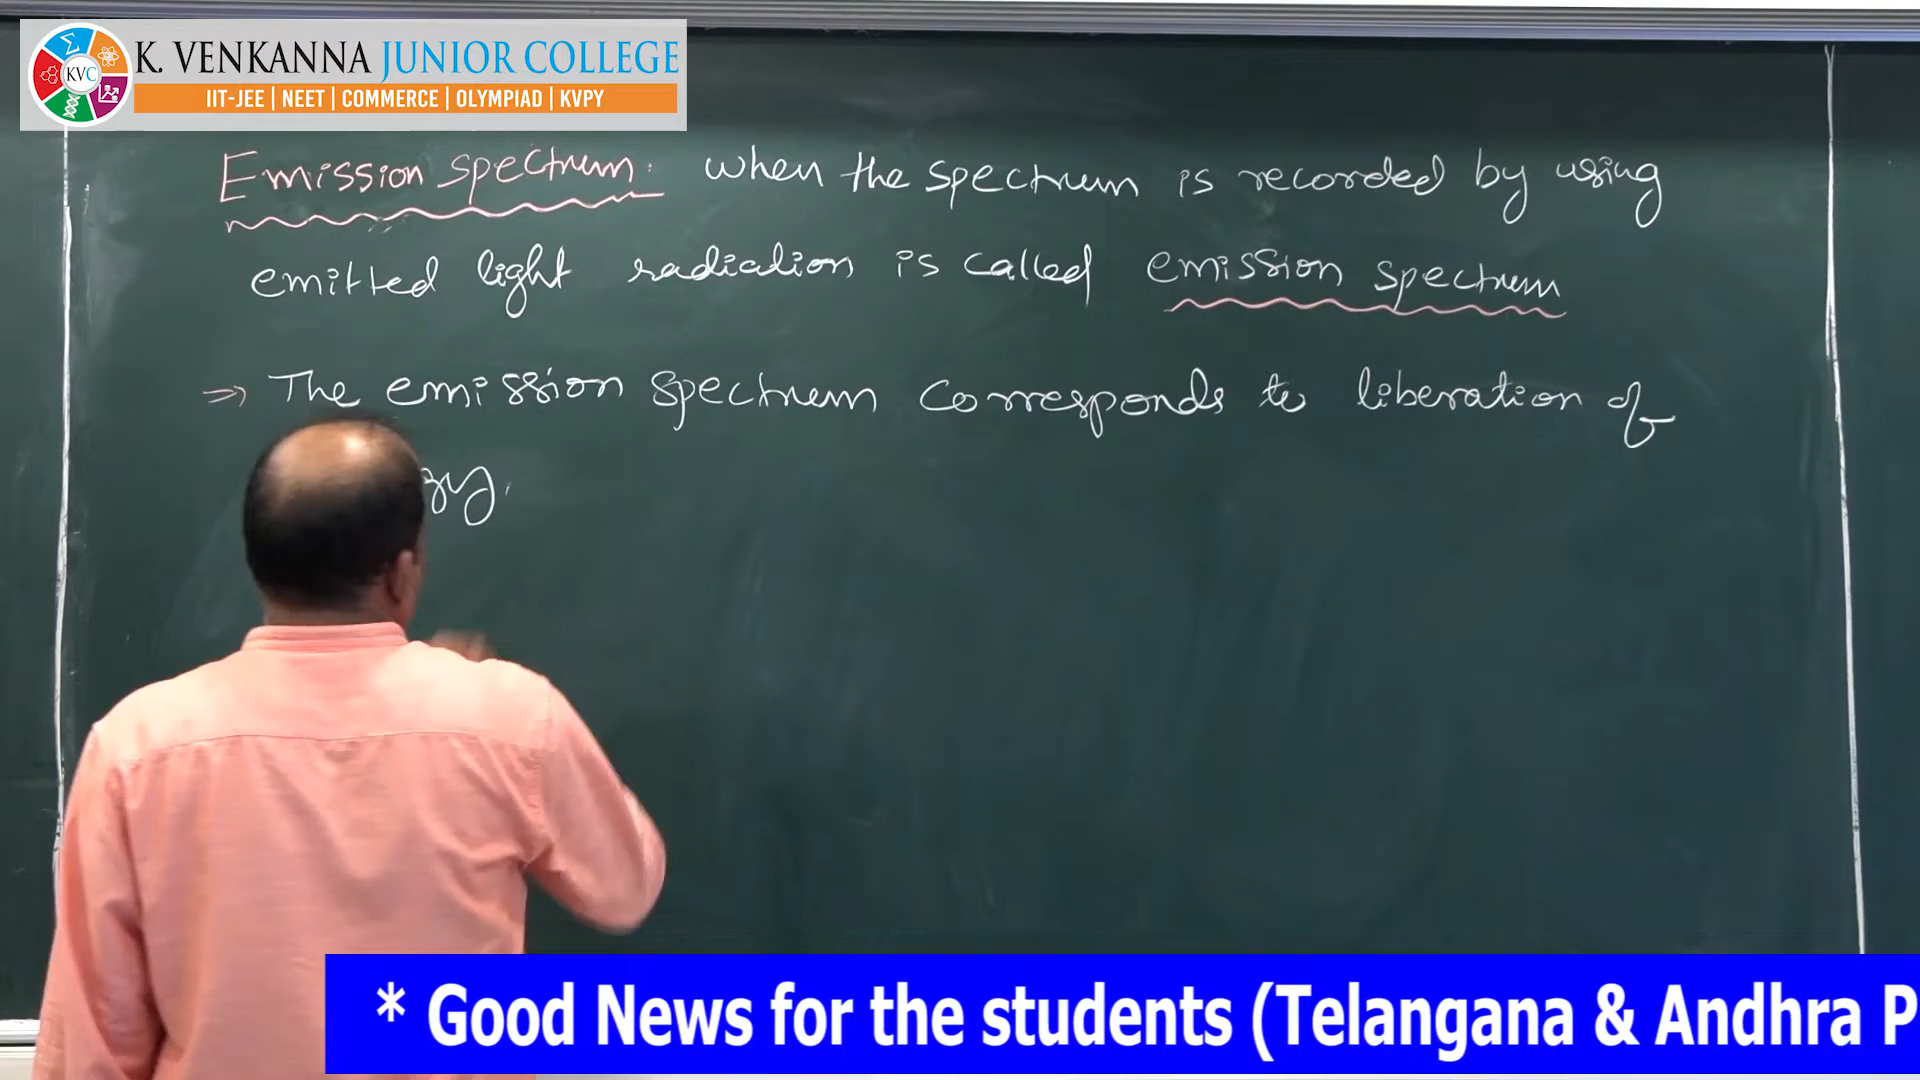 K. VENKANNA JUNIOR COLLEGE
KVC
IIT-JEE | NEET | COMMERCE | OLYMPIAD | KVPY
Emission spectrum: when the spectrum is recorded by using
emitted light radiation is called emission spectrum
⇒ The emission spectrum corresponds to liberation of
gy.
* Good News for the students (Telangana & Andhra P